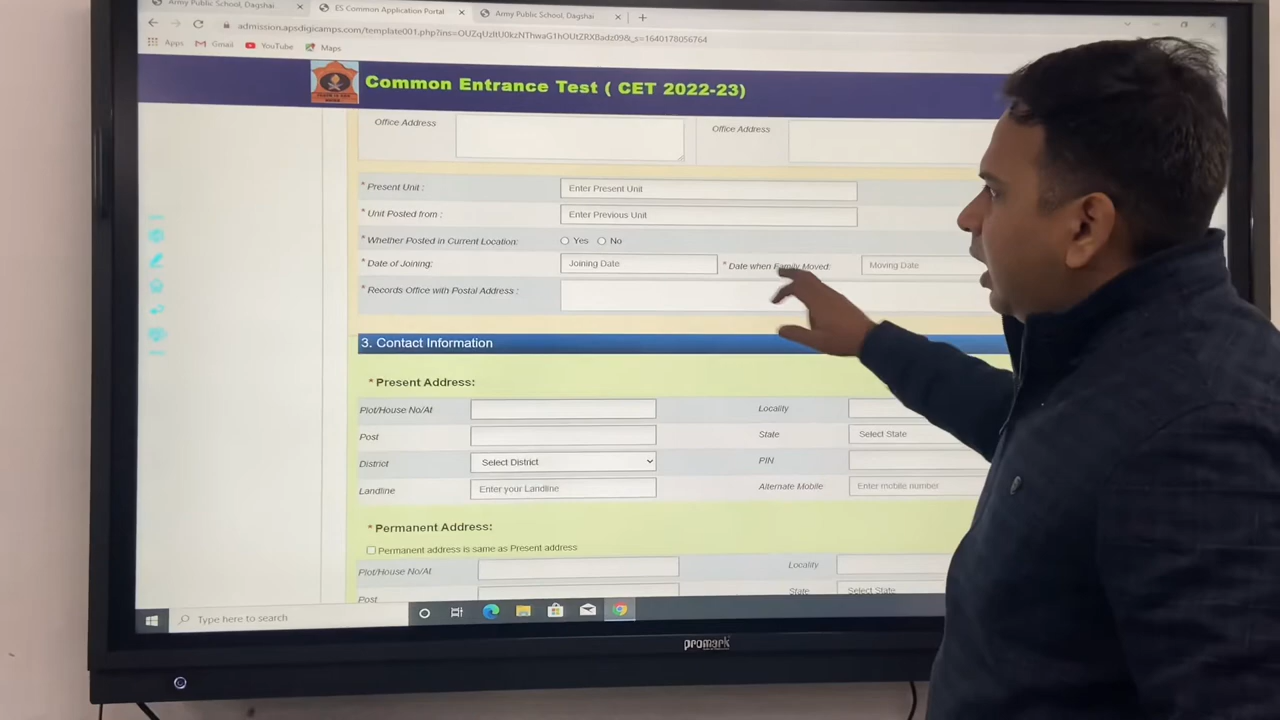 Army Public School, Dagshai
ES Common Application Portal
Army Public School, Dagshai
Apps
Gmail
YouTube
Maps
Common Entrance Test ( CET 2022-23)
Office Address
Office Address
* Present Unit :
Enter Present Unit
* Unit Posted from :
Enter Previous Unit
* Whether Posted in Current Location:
Yes
No
* Date of Joining:
Joining Date
* Date when Family Moved:
Moving Date
* Records Office with Postal Address :
3. Contact Information
* Present Address:
Plot/House No/At
Locality
Post
State
Select State
District
Select District
PIN
Landline
Enter your Landline
Alternate Mobile
Enter mobile number
* Permanent Address:
Permanent address is same as Present address
Plot/House No/At
Locality
Post
State
Select State
Type here to search
promark